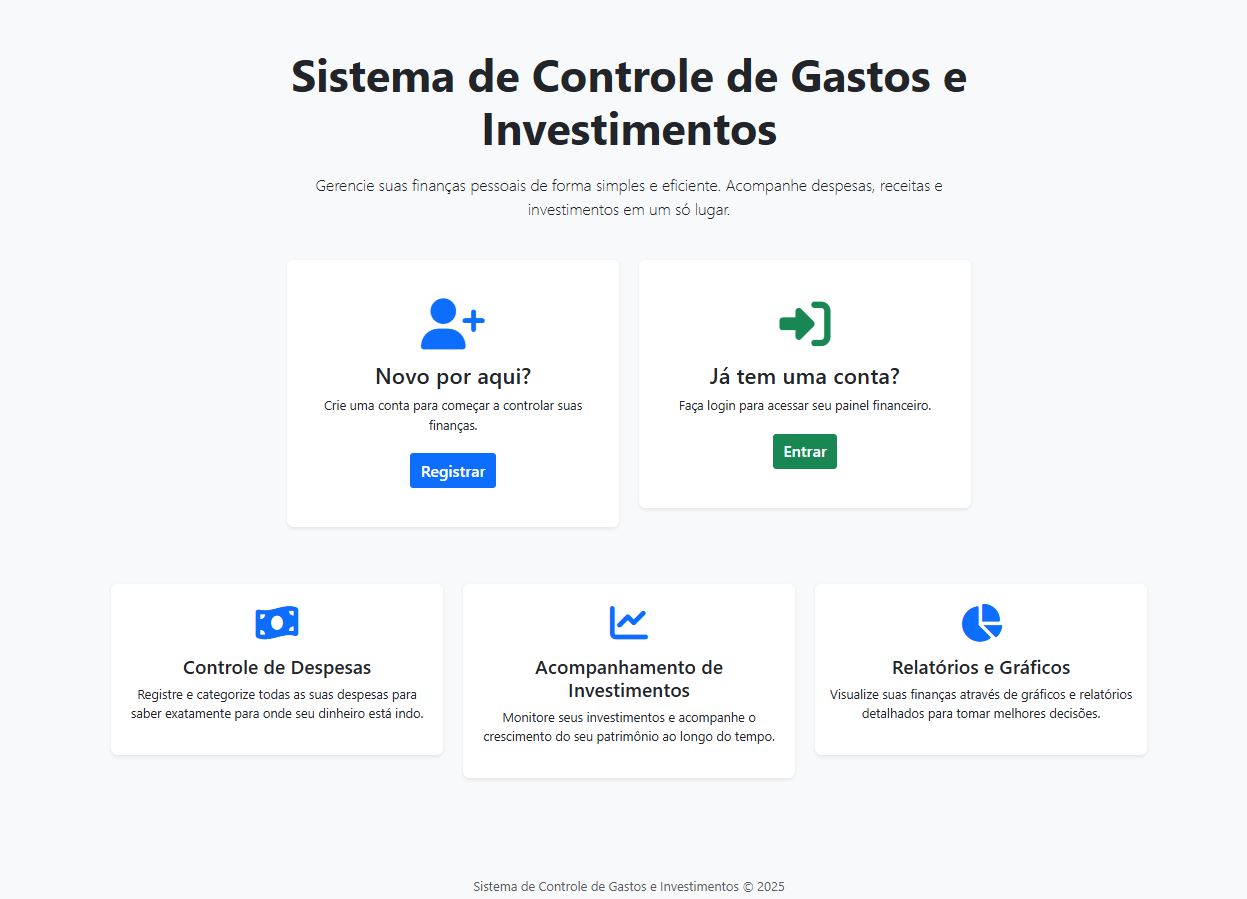 Sistema de Controle de Gastos e
Investimentos
Gerencie suas finanças pessoais de forma simples e eficiente. Acompanhe despesas, receitas e
investimentos em um só lugar.
Novo por aqui?
Crie uma conta para começar a controlar suas
finanças.
Registrar
Já tem uma conta?
Faça login para acessar seu painel financeiro.
Entrar
Controle de Despesas
Registre e categorize todas as suas despesas para
saber exatamente para onde seu dinheiro está indo.
Acompanhamento de
Investimentos
Monitore seus investimentos e acompanhe o
crescimento do seu patrimônio ao longo do tempo.
Relatórios e Gráficos
Visualize suas finanças através de gráficos e relatórios
detalhados para tomar melhores decisões.
Sistema de Controle de Gastos e Investimentos © 2025